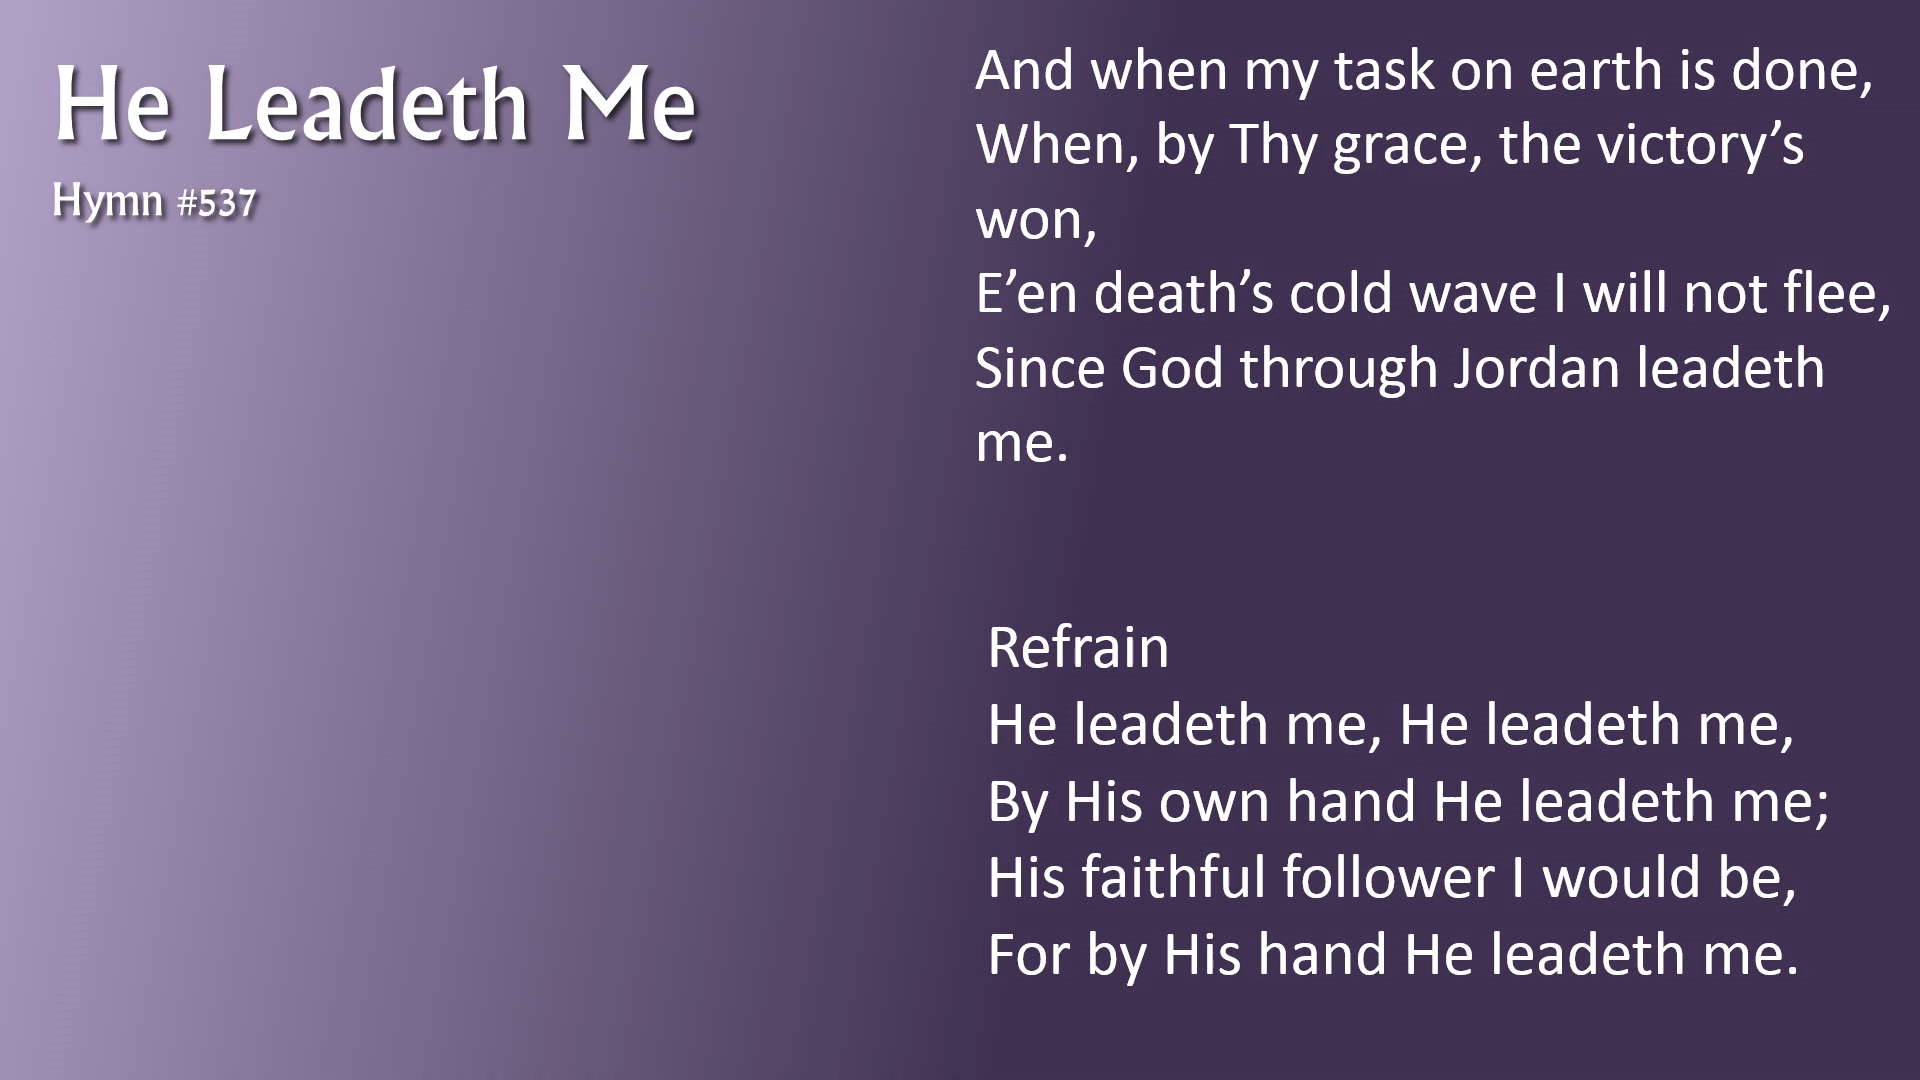 He Leadeth Me
Hymn #537
And when my task on earth is done,
When, by Thy grace, the victory’s
won,
E’en death’s cold wave I will not flee,
Since God through Jordan leadeth
me.
Refrain
He leadeth me, He leadeth me,
By His own hand He leadeth me;
His faithful follower I would be,
For by His hand He leadeth me.